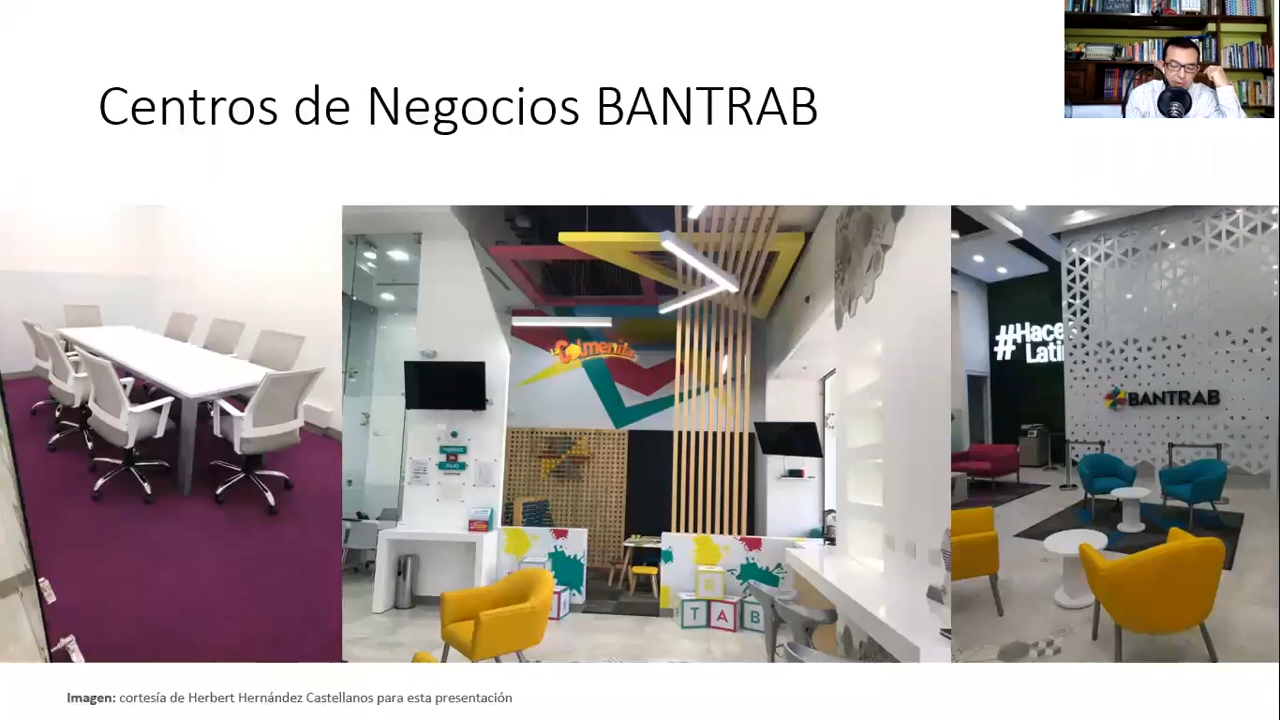 Centros de Negocios BANTRAB
Colmenita
#Hace
Lati
BANTRAB
T A B
Imagen: cortesía de Herbert Hernández Castellanos para esta presentación